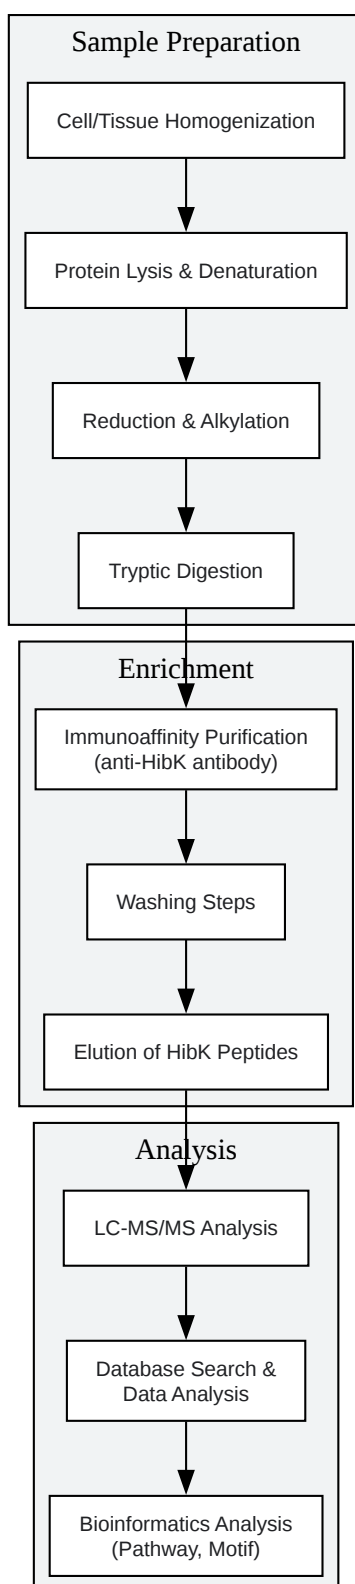 Sample Preparation
Cell/Tissue Homogenization
Protein Lysis & Denaturation
Reduction & Alkylation
Tryptic Digestion
Enrichment
Immunoaffinity Purification
(anti-HibK antibody)
Washing Steps
Elution of HibK Peptides
Analysis
LC-MS/MS Analysis
Database Search &
Data Analysis
Bioinformatics Analysis
(Pathway, Motif)